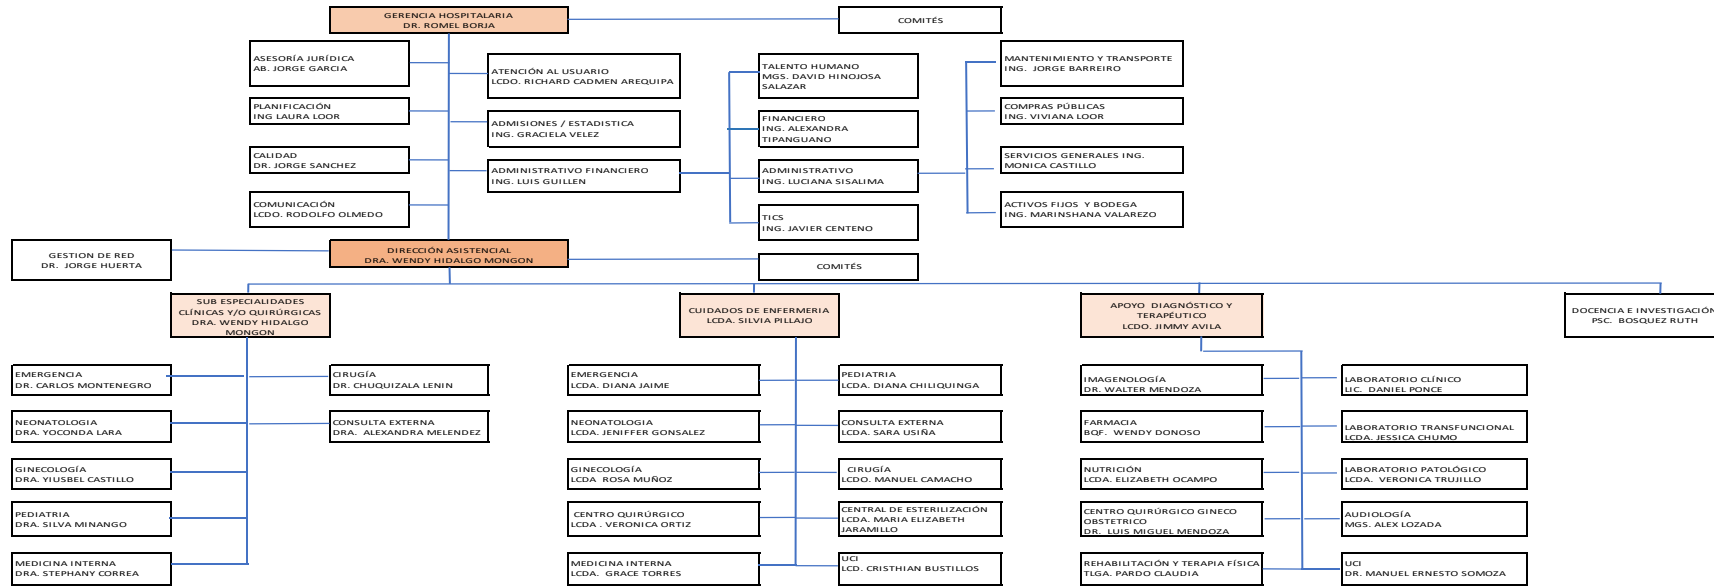 GERENCIA HOSPITALARIA
DR. ROMEL BORJA
COMITÉS
ASESORÍA JURÍDICA
AB. JORGE GARCIA
PLANIFICACIÓN
ING LAURA LOOR
CALIDAD
DR. JORGE SANCHEZ
COMUNICACIÓN
LCDO. RODOLFO OLMEDO
ATENCIÓN AL USUARIO
LCDO. RICHARD CADMEN AREQUIPA
ADMISIONES / ESTADISTICA
ING. GRACIELA VELEZ
ADMINISTRATIVO FINANCIERO
ING. LUIS GUILLEN
TALENTO HUMANO
MGS. DAVID HINOJOSA
SALAZAR
FINANCIERO
ING. ALEXANDRA
TIPANGUANO
ADMINISTRATIVO
ING. LUCIANA SISALIMA
TICS
ING. JAVIER CENTENO
MANTENIMIENTO Y TRANSPORTE
ING. JORGE BARREIRO
COMPRAS PÚBLICAS
ING. VIVIANA LOOR
SERVICIOS GENERALES ING.
MONICA CASTILLO
ACTIVOS FIJOS Y BODEGA
ING. MARINSHANA VALAREZO
GESTION DE RED
DR. JORGE HUERTA
DIRECCIÓN ASISTENCIAL
DRA. WENDY HIDALGO MONGON
COMITÉS
SUB ESPECIALIDADES
CLÍNICAS Y/O QUIRÚRGICAS
DRA. WENDY HIDALGO
MONGON
CUIDADOS DE ENFERMERIA
LCDA. SILVIA PILLAJO
APOYO DIAGNÓSTICO Y
TERAPÉUTICO
LCDO. JIMMY AVILA
DOCENCIA E INVESTIGACIÓN
PSC. BOSQUEZ RUTH
EMERGENCIA
DR. CARLOS MONTENEGRO
NEONATOLOGIA
DRA. YOCONDA LARA
GINECOLOGÍA
DRA. YIUSBEL CASTILLO
PEDIATRIA
DRA. SILVA MINANGO
MEDICINA INTERNA
DRA. STEPHANY CORREA
CIRUGÍA
DR. CHUQUIZALA LENIN
CONSULTA EXTERNA
DRA. ALEXANDRA MELENDEZ
EMERGENCIA
LCDA. DIANA JAIME
NEONATOLOGIA
LCDA. JENIFFER GONSALEZ
GINECOLOGÍA
LCDA ROSA MUÑOZ
CENTRO QUIRÚRGICO
LCDA . VERONICA ORTIZ
MEDICINA INTERNA
LCDA. GRACE TORRES
PEDIATRIA
LCDA. DIANA CHILIQUINGA
CONSULTA EXTERNA
LCDA. SARA USIÑA
CIRUGÍA
LCDO. MANUEL CAMACHO
CENTRAL DE ESTERILIZACIÓN
LCDA. MARIA ELIZABETH
JARAMILLO
UCI
LCD. CRISTHIAN BUSTILLOS
IMAGENOLOGÍA
DR. WALTER MENDOZA
FARMACIA
BQF. WENDY DONOSO
NUTRICIÓN
LCDA. ELIZABETH OCAMPO
CENTRO QUIRÚRGICO GINECO
OBSTETRICO
DR. LUIS MIGUEL MENDOZA
REHABILITACIÓN Y TERAPIA FÍSICA
TLGA. PARDO CLAUDIA
LABORATORIO CLÍNICO
LIC. DANIEL PONCE
LABORATORIO TRANSFUNCIONAL
LCDA. JESSICA CHUMO
LABORATORIO PATOLÓGICO
LCDA. VERONICA TRUJILLO
AUDIOLOGÍA
MGS. ALEX LOZADA
UCI
DR. MANUEL ERNESTO SOMOZA